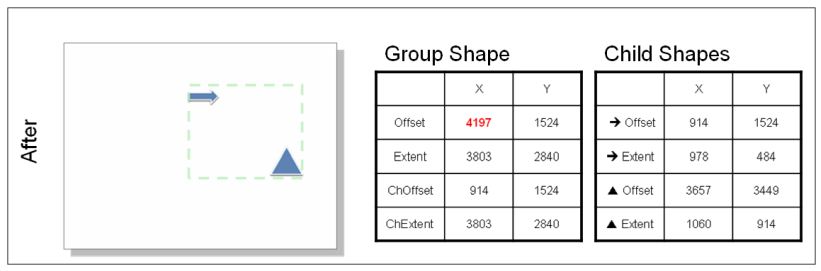 After
Group Shape
X Y
Offset 4197 1524
Extent 3803 2840
ChOffset 914 1524
ChExtent 3803 2840
Child Shapes
X Y
➔ Offset 914 1524
➔ Extent 978 484
▲ Offset 3657 3449
▲ Extent 1060 914